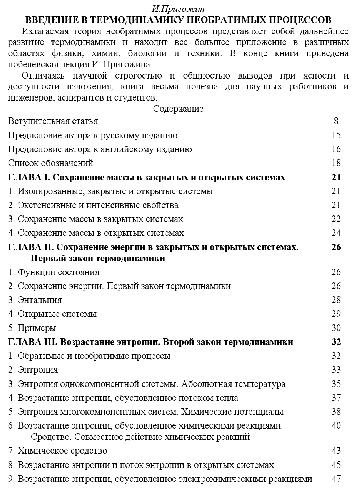 И.Пригожин
ВВЕДЕНИЕ В ТЕРМОДИНАМИКУ НЕОБРАТИМЫХ ПРОЦЕССОВ
Излагаемая теория необратимых процессов представляет собой дальнейшее
развитие термодинамики и находит все большее приложение в различных
областях физики, химии, биологии и техники. В конце книги приведена
нобелевская лекция И. Пригожина.
Отличаясь научной строгостью и общностью выводов при ясности и
доступности изложения, книга весьма полезна для научных работников и
инженеров, аспирантов и студентов.
Содержание
Вступительная статья 8
Предисловие автора к русскому изданию 15
Предисловие автора к английскому изданию 16
Список обозначений 18
ГЛАВА I. Сохранение массы в закрытых и открытых системах 21
1 Изолированные, закрытые и открытые системы 21
2 Экстенсивные и интенсивные свойства 21
3 Сохранение массы в закрытых системах 22
4 Сохранение массы в открытых системах 24
ГЛАВА II. Сохранение энергии в закрытых и открытых системах. 26
Первый закон термодинамики
1 Функции состояния 26
2 Сохранение энергии. Первый закон термодинамики 26
3 Энтальпия 28
4 Открытые системы 29
5 Примеры 30
ГЛАВА III. Возрастание энтропии. Второй закон термодинамики 32
1 Обратимые и необратимые процессы 32
2 Энтропия 33
3 Энтропия однокомпонентной системы. Абсолютная температура 35
4 Возрастание энтропии, обусловленное потоком тепла 37
5 Энтропия многокомпонентных систем. Химические потенциалы 38
6 Возрастание энтропии, обусловленное химическими реакциями 40
Сродство. Совместное действие химических реакций
7 Химическое сродство 43
8 Возрастание энтропии и поток энтропии в открытых системах 45
9 Возрастание энтропии, обусловленное электрохимическими реакциями 47